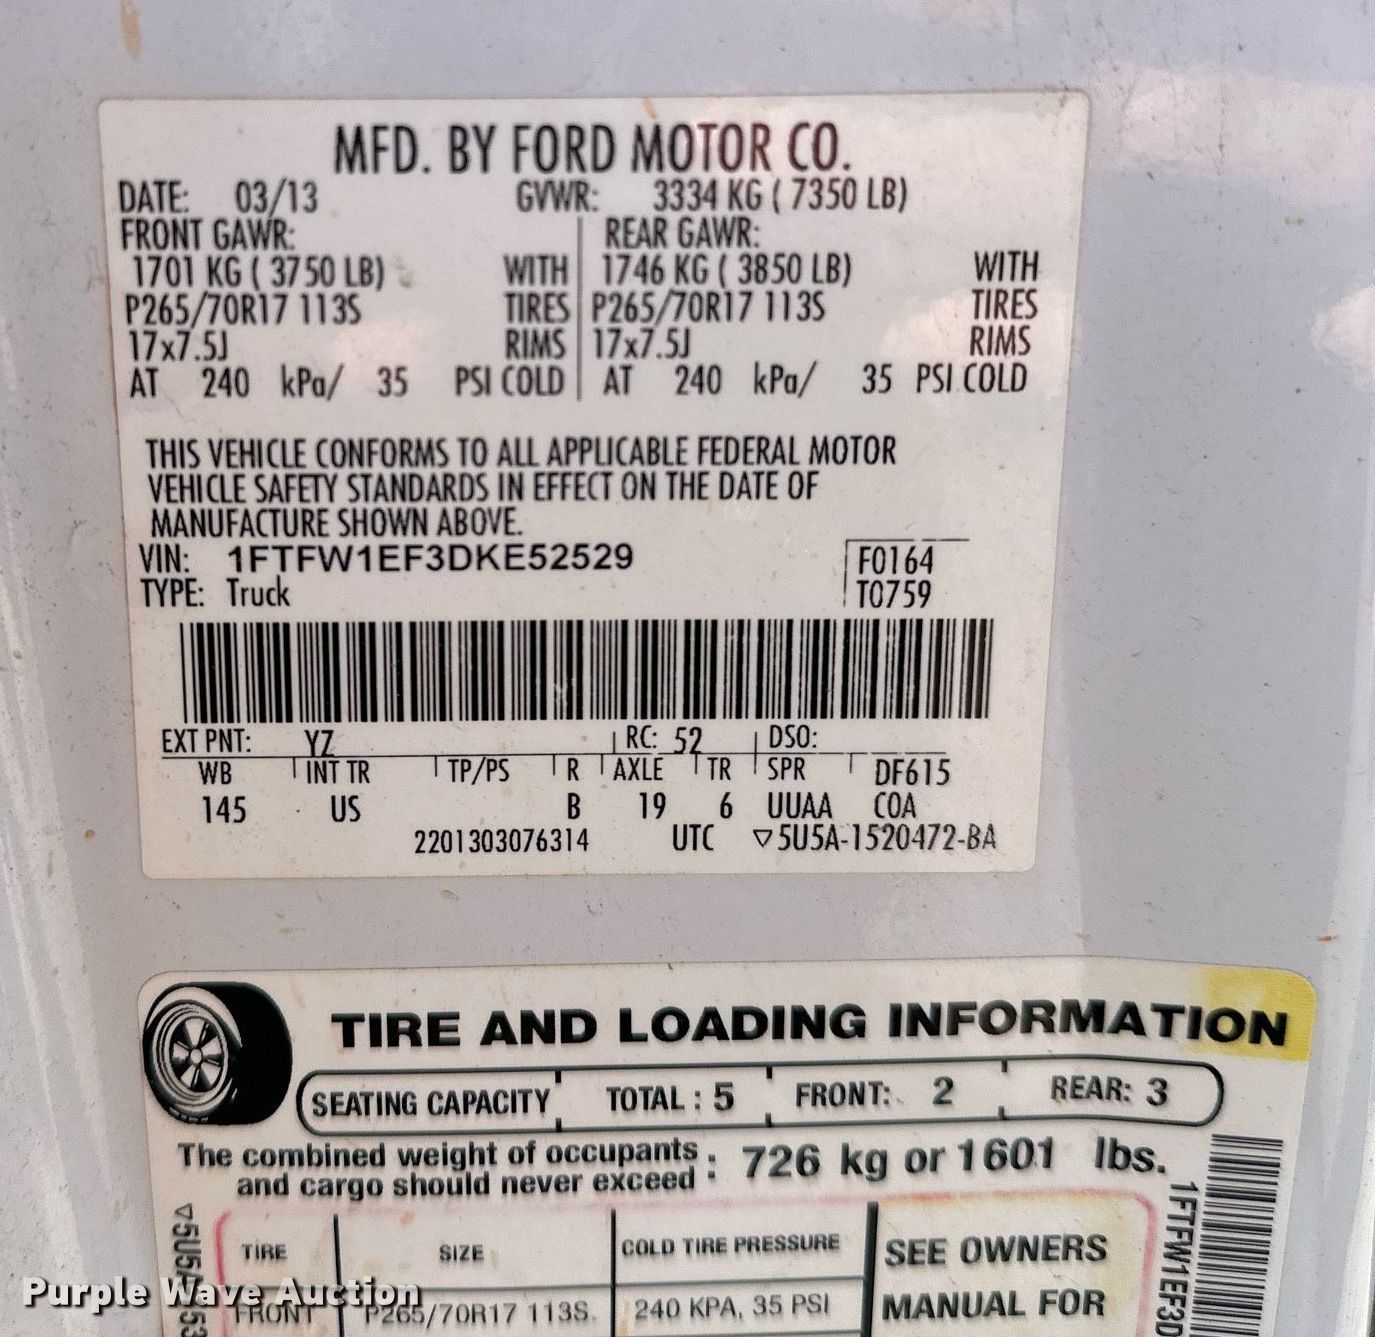 MFD. BY FORD MOTOR CO.
DATE: 03/13 GVWR: 3334 KG ( 7350 LB)
FRONT GAWR: REAR GAWR:
1701 KG ( 3750 LB) WITH 1746 KG ( 3850 LB) WITH
P265/70R17 113S TIRES P265/70R17 113S TIRES
17x7.5J RIMS 17x7.5J RIMS
AT 240 kPa/ 35 PSI COLD AT 240 kPa/ 35 PSI COLD
THIS VEHICLE CONFORMS TO ALL APPLICABLE FEDERAL MOTOR
VEHICLE SAFETY STANDARDS IN EFFECT ON THE DATE OF
MANUFACTURE SHOWN ABOVE.
VIN: 1FTFW1EF3DKE52529 F0164
TYPE: Truck T0759
EXT PNT: YZ RC: 52 DSO:
WB INT TR TP/PS R AXLE TR SPR DF615
145 US B 19 6 UUAA COA
2201303076314 UTC ▽5U5A-1520472-BA
TIRE AND LOADING INFORMATION
SEATING CAPACITY TOTAL : 5 FRONT: 2 REAR: 3
The combined weight of occupants : 726 kg or 1601 lbs.
and cargo should never exceed
TIRE SIZE COLD TIRE PRESSURE SEE OWNERS
FRONT P265/70R17 113S. 240 KPA, 35 PSI MANUAL FOR
1FTFW1EF3D
Purple Wave Auction